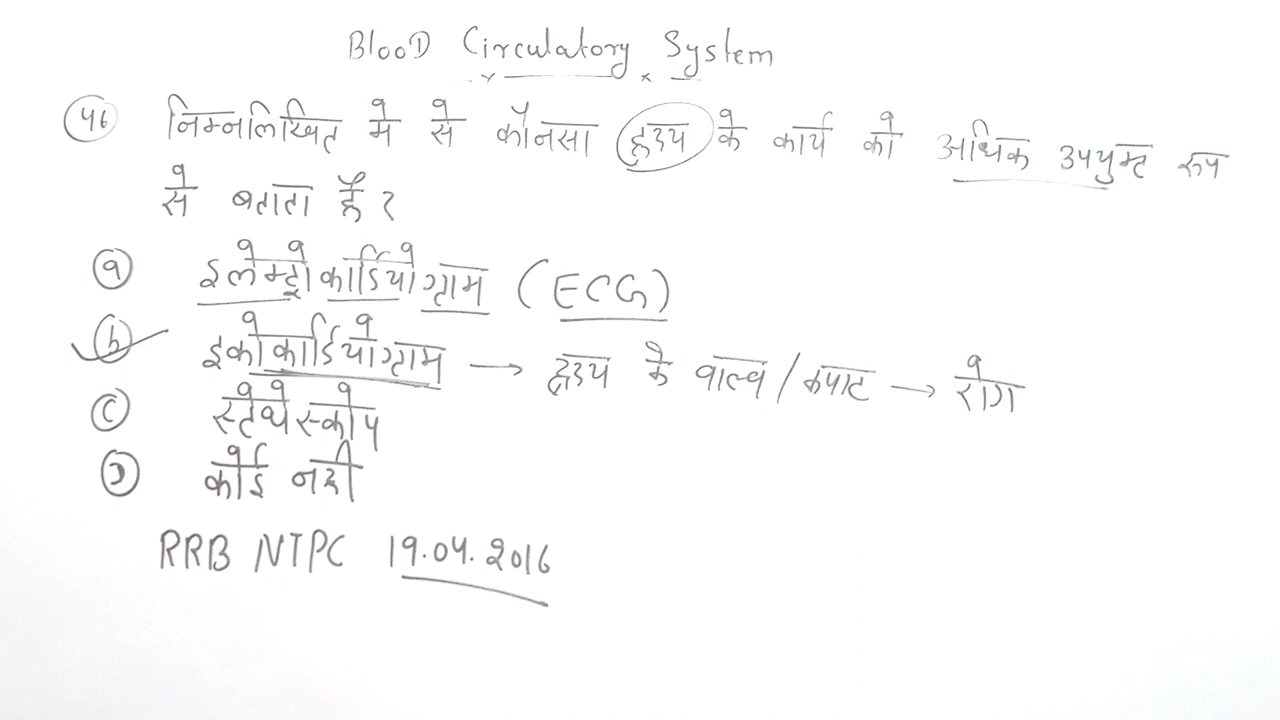 BlooD Circulatory System
46 निम्नलिखित मे से कौनसा हृदय के कार्य को अधिक उपयुक्त रूप
से बताता है ?
a इलेक्ट्रो कार्डियो ग्राम (ECG)
b इको कार्डियो ग्राम → हृदय के वाल्व / कपाट → रोग
C स्टेथेस्कोप
D कोई नही
RRB NTPC 19.04.2016